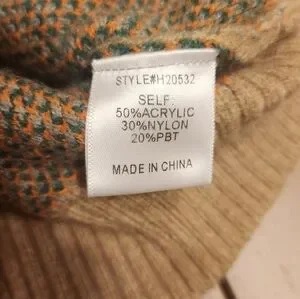 STYLE#H20532
SELF:
50%ACRYLIC
30%NYLON
20%PBT
MADE IN CHINA